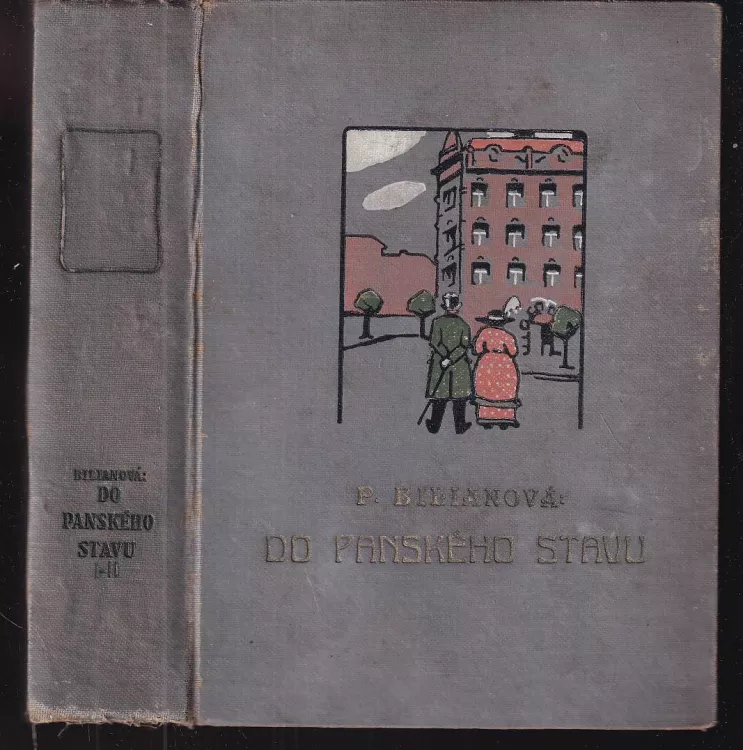 BILIANOVÁ:
DO
PANSKÉHO
STAVU
I-II
P. BILIANOVÁ:
DO PANSKÉHO STAVU